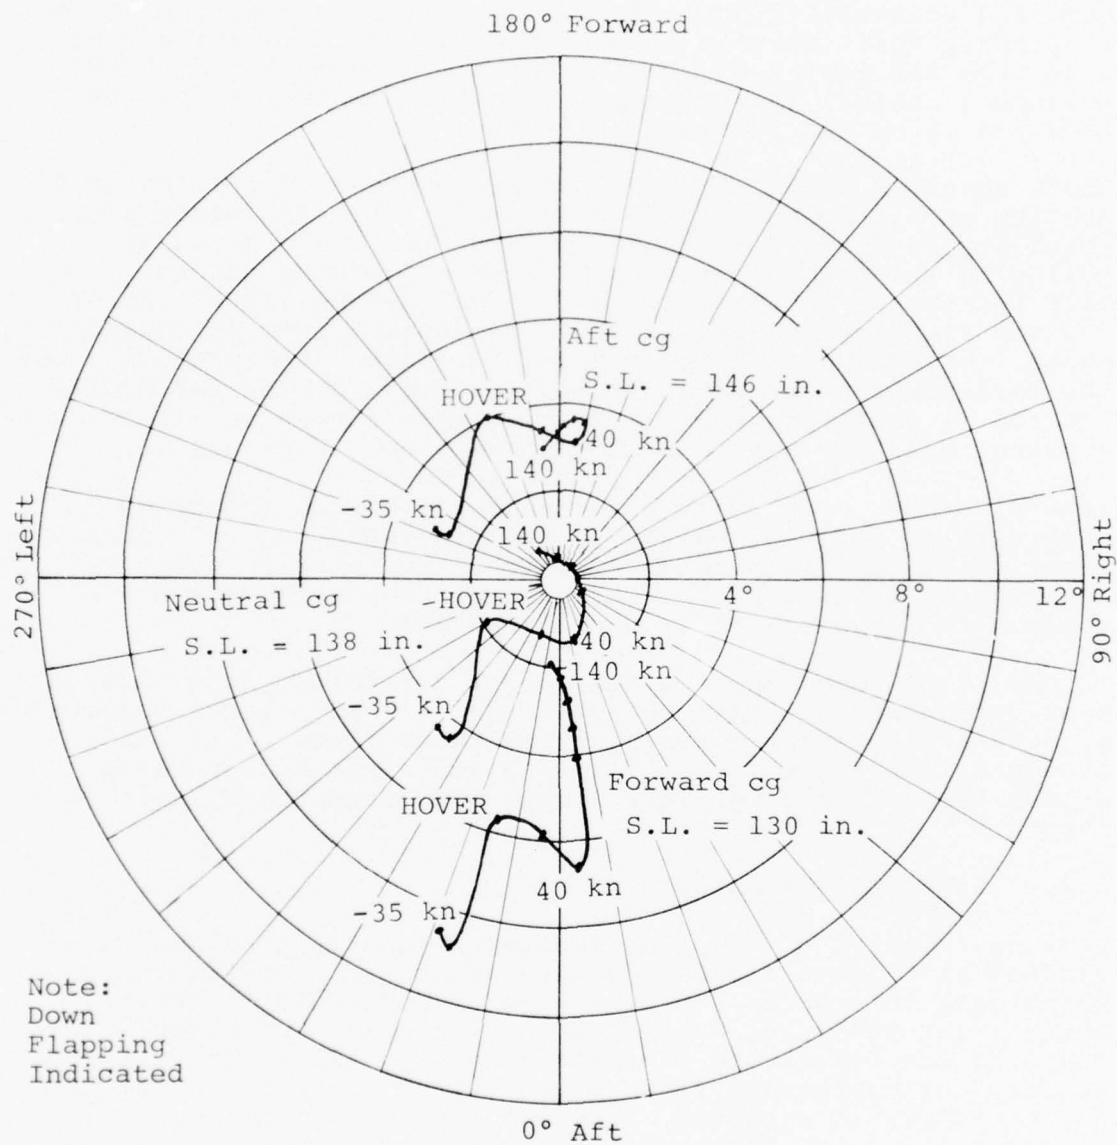 180° Forward
Aft cg
S.L. = 146 in.
HOVER
40 kn
140 kn
-35 kn
140 kn
270° Left
90° Right
4°
8°
12°
Neutral cg
-HOVER
S.L. = 138 in.
40 kn
140 kn
-35 kn
Forward cg
HOVER
S.L. = 130 in.
40 kn
-35 kn
Note:
Down
Flapping
Indicated
0° Aft